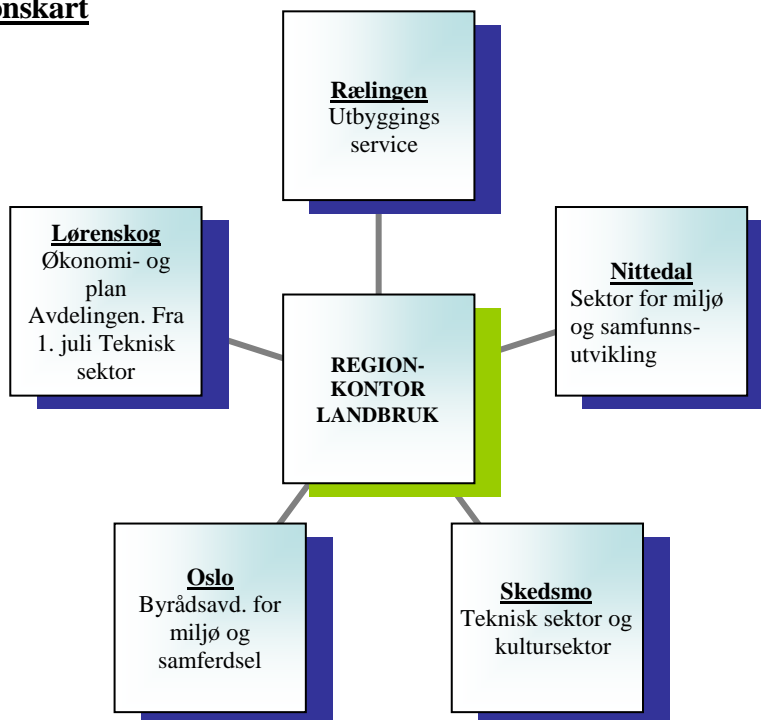 onskart
Rælingen
Utbyggings
service
Lørenskog
Økonomi- og
plan
Avdelingen. Fra
1. juli Teknisk
sektor
Nittedal
Sektor for miljø
og samfunns-
utvikling
REGION-
KONTOR
LANDBRUK
Oslo
Byrådsavd. for
miljø og
samferdsel
Skedsmo
Teknisk sektor og
kultursektor